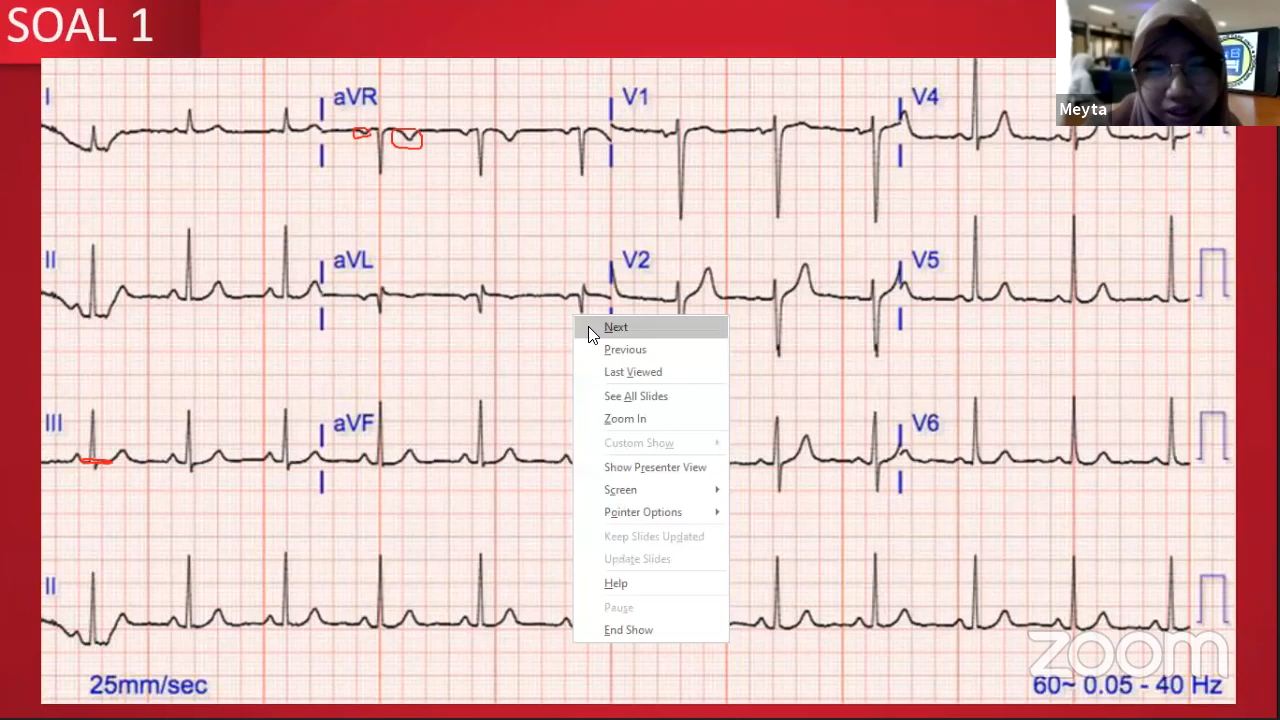 SOAL 1
Meyta
I
aVR
V1
V4
II
aVL
V2
V5
III
aVF
V6
II
Next
Previous
Last Viewed
See All Slides
Zoom In
Custom Show
Show Presenter View
Screen
Pointer Options
Keep Slides Updated
Update Slides
Help
Pause
End Show
zoom
25mm/sec
60~ 0.05 - 40 Hz